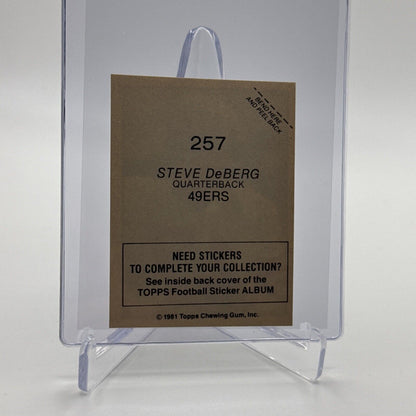 BEND HERE
AND PEEL BACK
257
STEVE DeBERG
QUARTERBACK
49ERS
NEED STICKERS
TO COMPLETE YOUR COLLECTION?
See inside back cover of the
TOPPS Football Sticker ALBUM
© 1981 Topps Chewing Gum, Inc.